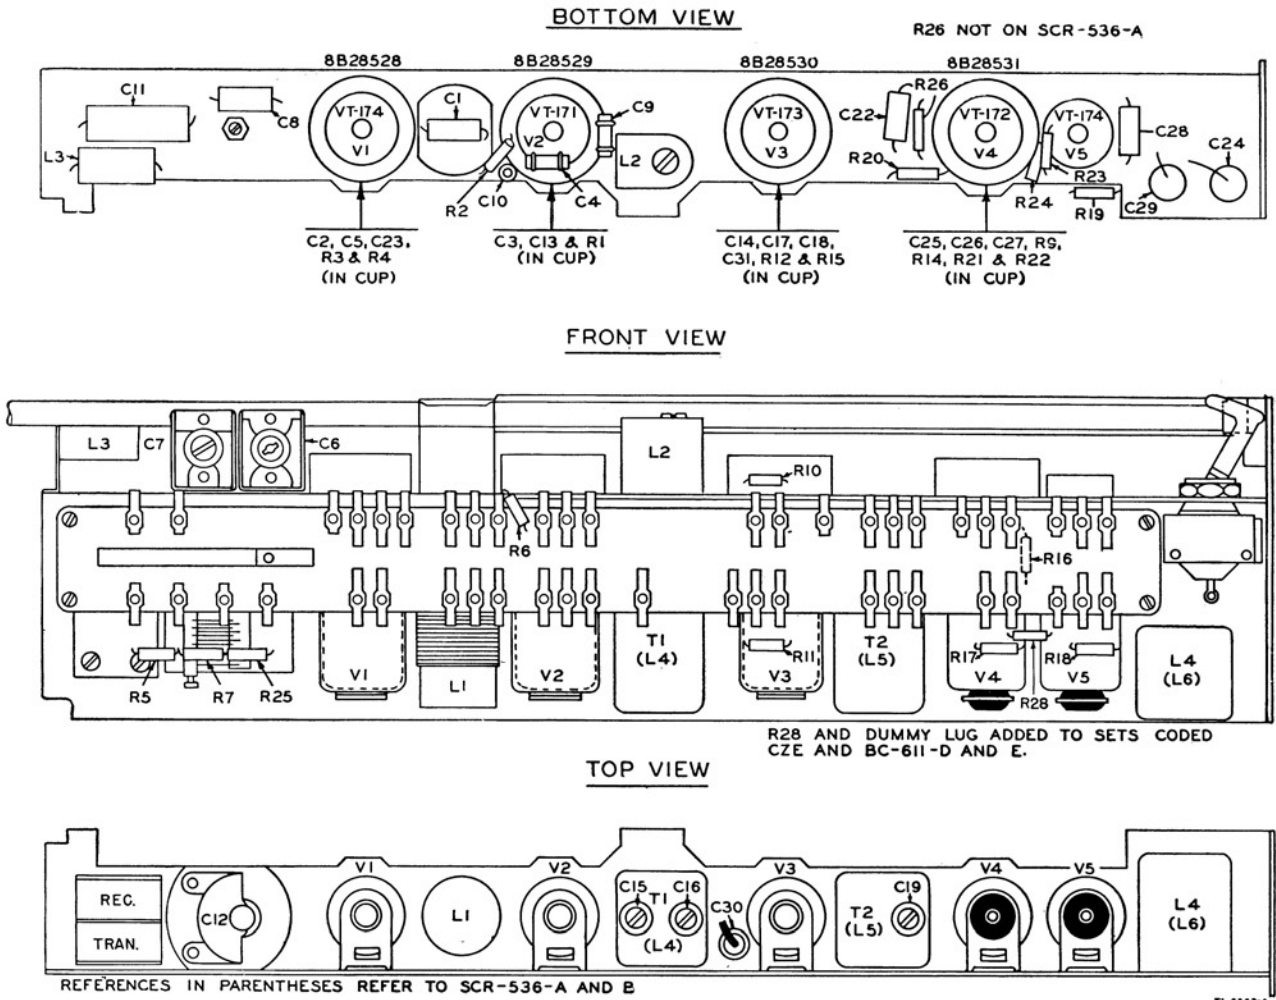 BOTTOM VIEW
R26 NOT ON SCR-536-A
8B28528
8B28529
8B28530
8B28531
C11
C8
L3
VT-174
V1
C1
VT-171
V2
C9
R2
C10
C4
L2
VT-173
V3
C22
R26
R20
VT-172
V4
VT-174
V5
R24
R23
R19
C28
C29
C24
C2, C5, C23,
R3 & R4
(IN CUP)
C3, C13 & R1
(IN CUP)
C14, C17, C18,
C31, R12 & R15
(IN CUP)
C25, C26, C27, R9,
R14, R21 & R22
(IN CUP)
FRONT VIEW
L3
C7
C6
L2
R10
R6
R16
R5
R7
R25
V1
L1
V2
T1
(L4)
R11
V3
T2
(L5)
R17
V4
R28
R18
V5
L4
(L6)
R28 AND DUMMY LUG ADDED TO SETS CODED
CZE AND BC-611-D AND E.
TOP VIEW
REC.
TRAN.
C12
V1
L1
V2
C15
T1
C16
(L4)
C30
V3
T2
(L5)
C19
V4
V5
L4
(L6)
REFERENCES IN PARENTHESES REFER TO SCR-536-A AND B